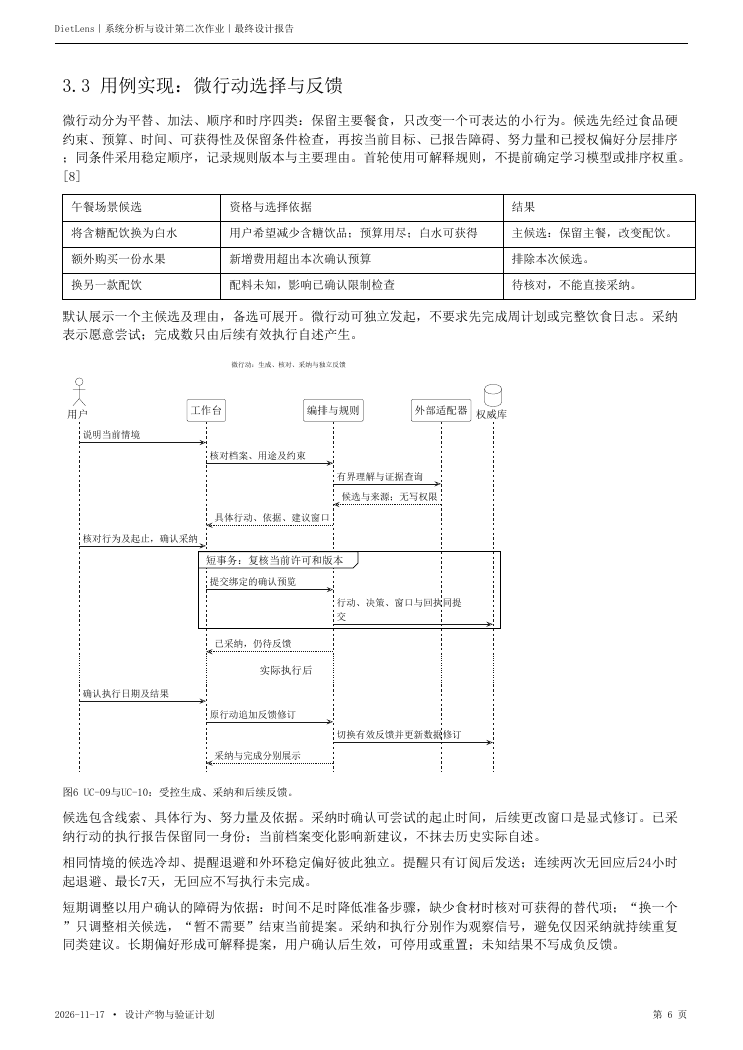 DietLens｜系统分析与设计第二次作业｜最终设计报告
3.3 用例实现：微行动选择与反馈
微行动分为平替、加法、顺序和时序四类：保留主要餐食，只改变一个可表达的小行为。候选先经过食品硬
约束、预算、时间、可获得性及保留条件检查，再按当前目标、已报告障碍、努力量和已授权偏好分层排序
；同条件采用稳定顺序，记录规则版本与主要理由。首轮使用可解释规则，不提前确定学习模型或排序权重。
[8]
午餐场景候选 资格与选择依据 结果
将含糖配饮换为白水 用户希望减少含糖饮品；预算用尽；白水可获得 主候选：保留主餐，改变配饮。
额外购买一份水果 新增费用超出本次确认预算 排除本次候选。
换另一款配饮 配料未知，影响已确认限制检查 待核对，不能直接采纳。
默认展示一个主候选及理由，备选可展开。微行动可独立发起，不要求先完成周计划或完整饮食日志。采纳
表示愿意尝试；完成数只由后续有效执行自述产生。
微行动：生成、核对、采纳与独立反馈
用户 工作台 编排与规则 外部适配器 权威库
说明当前情境
核对档案、用途及约束
有界理解与证据查询
候选与来源；无写权限
具体行动、依据、建议窗口
核对行为及起止，确认采纳
短事务：复核当前许可和版本
提交绑定的确认预览
行动、决策、窗口与回执同提
交
已采纳，仍待反馈
实际执行后
确认执行日期及结果
原行动追加反馈修订
切换有效反馈并更新数据修订
采纳与完成分别展示
图6 UC-09与UC-10：受控生成、采纳和后续反馈。
候选包含线索、具体行为、努力量及依据。采纳时确认可尝试的起止时间，后续更改窗口是显式修订。已采
纳行动的执行报告保留同一身份；当前档案变化影响新建议，不抹去历史实际自述。
相同情境的候选冷却、提醒退避和外环稳定偏好彼此独立。提醒只有订阅后发送；连续两次无回应后24小时
起退避、最长7天，无回应不写执行未完成。
短期调整以用户确认的障碍为依据：时间不足时降低准备步骤，缺少食材时核对可获得的替代项；“换一个
”只调整相关候选，“暂不需要”结束当前提案。采纳和执行分别作为观察信号，避免仅因采纳就持续重复
同类建议。长期偏好形成可解释提案，用户确认后生效，可停用或重置；未知结果不写成负反馈。
2026-11-17 • 设计产物与验证计划 第 6 页